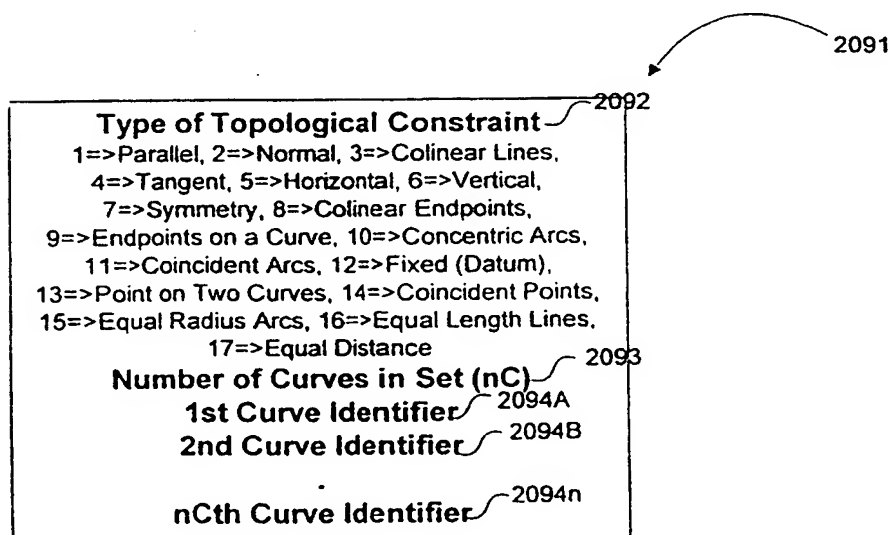 2091
Type of Topological Constraint 2092
1=>Parallel, 2=>Normal, 3=>Colinear Lines,
4=>Tangent, 5=>Horizontal, 6=>Vertical,
7=>Symmetry, 8=>Colinear Endpoints,
9=>Endpoints on a Curve, 10=>Concentric Arcs,
11=>Coincident Arcs, 12=>Fixed (Datum),
13=>Point on Two Curves, 14=>Coincident Points,
15=>Equal Radius Arcs, 16=>Equal Length Lines,
17=>Equal Distance
Number of Curves in Set (nC) 2093
1st Curve Identifier 2094A
2nd Curve Identifier 2094B
nCth Curve Identifier 2094n